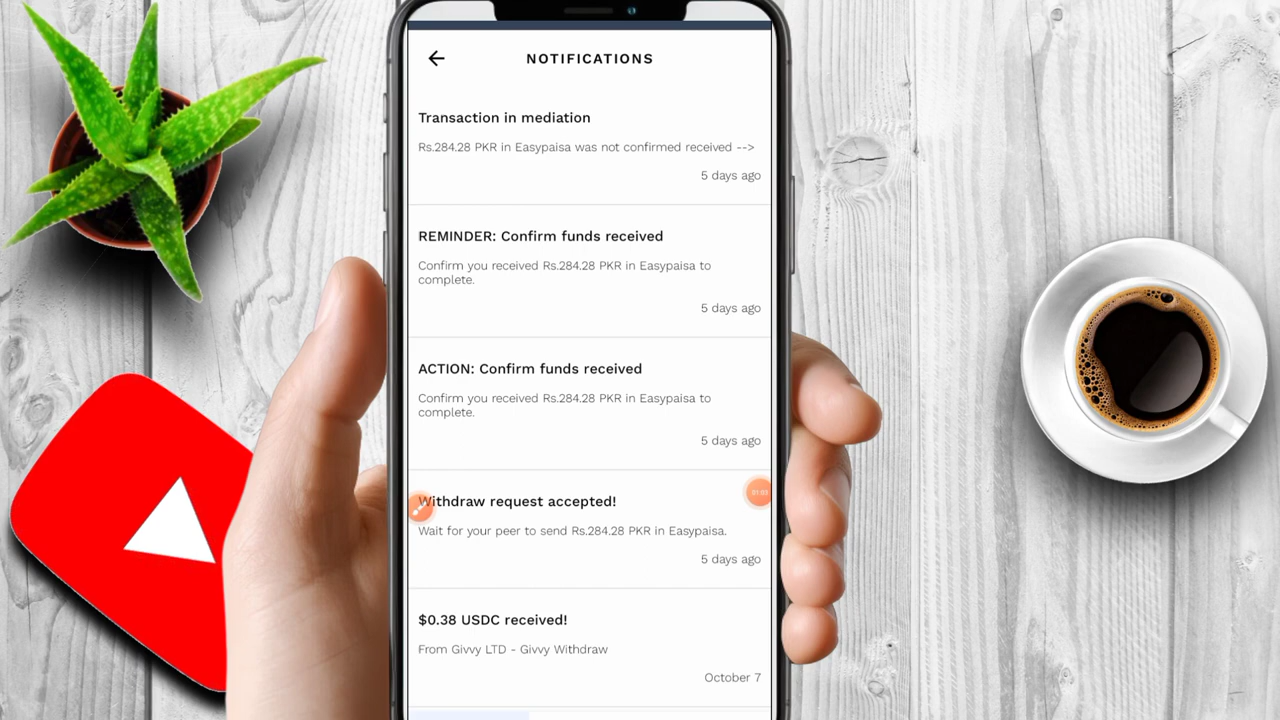 NOTIFICATIONS
Transaction in mediation
Rs.284.28 PKR in Easypaisa was not confirmed received -->
5 days ago
REMINDER: Confirm funds received
Confirm you received Rs.284.28 PKR in Easypaisa to
complete.
5 days ago
ACTION: Confirm funds received
Confirm you received Rs.284.28 PKR in Easypaisa to
complete.
5 days ago
Withdraw request accepted!
01:03
Wait for your peer to send Rs.284.28 PKR in Easypaisa.
5 days ago
$0.38 USDC received!
From Givvy LTD - Givvy Withdraw
October 7